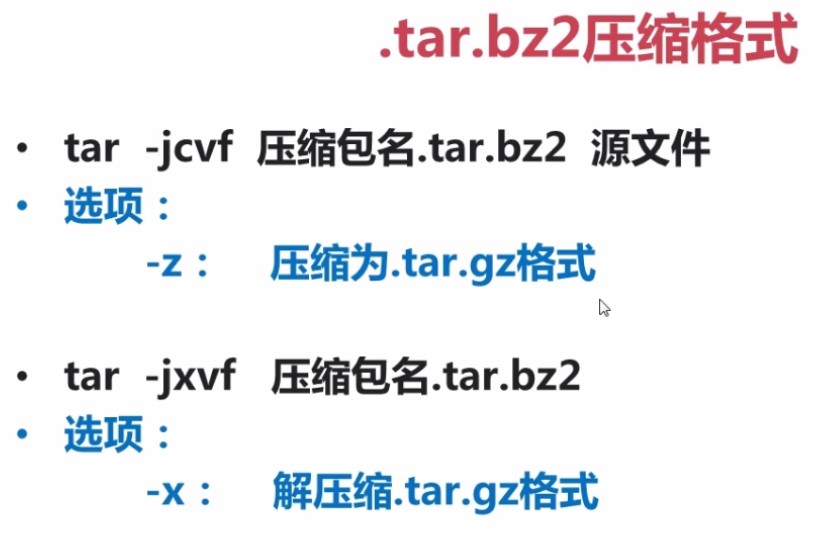 .tar.bz2压缩格式
• tar -jcvf 压缩包名.tar.bz2 源文件
• 选项：
-z： 压缩为.tar.gz格式
• tar -jxvf 压缩包名.tar.bz2
• 选项：
-x： 解压缩.tar.gz格式